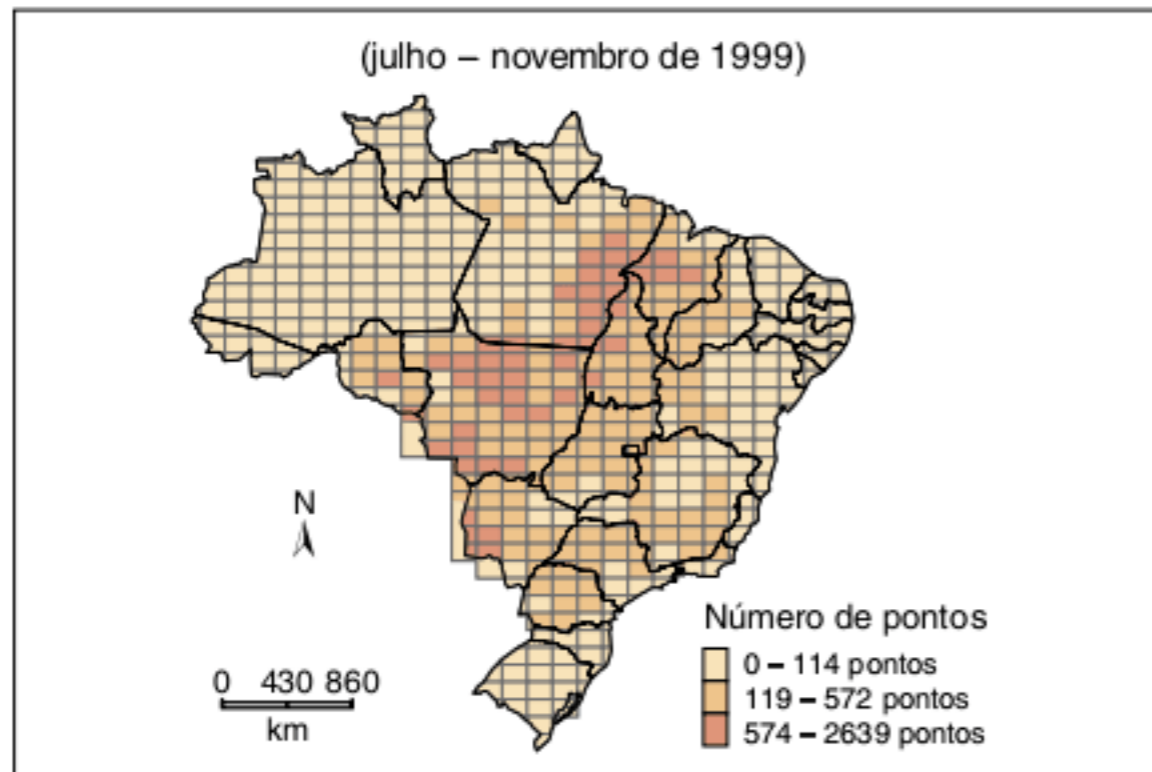 (julho – novembro de 1999)
N
Número de pontos
0 – 114 pontos
119 – 572 pontos
574 – 2639 pontos
0 430 860
km